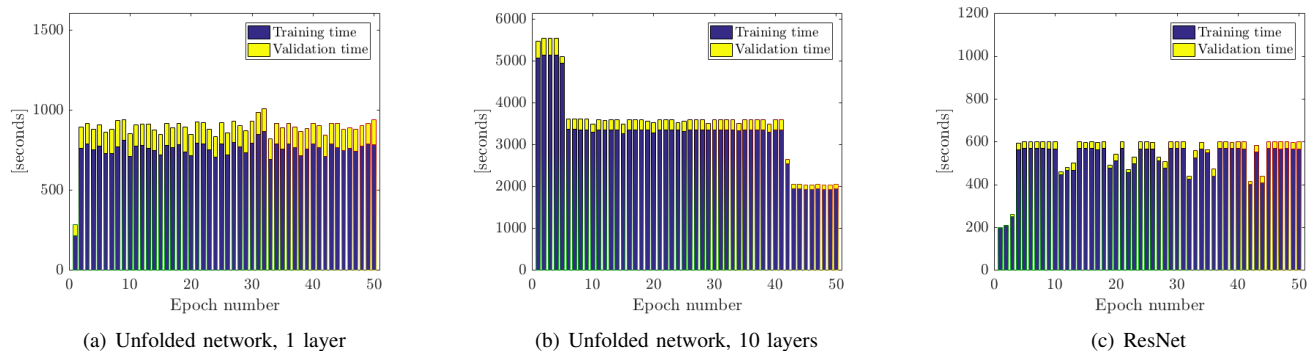 1500
1000
500
0
[seconds]
Training time
Validation time
0 10 20 30 40 50
Epoch number
(a) Unfolded network, 1 layer
6000
5000
4000
3000
2000
1000
0
[seconds]
Training time
Validation time
0 10 20 30 40 50
Epoch number
(b) Unfolded network, 10 layers
1200
1000
800
600
400
200
0
[seconds]
Training time
Validation time
0 10 20 30 40 50
Epoch number
(c) ResNet